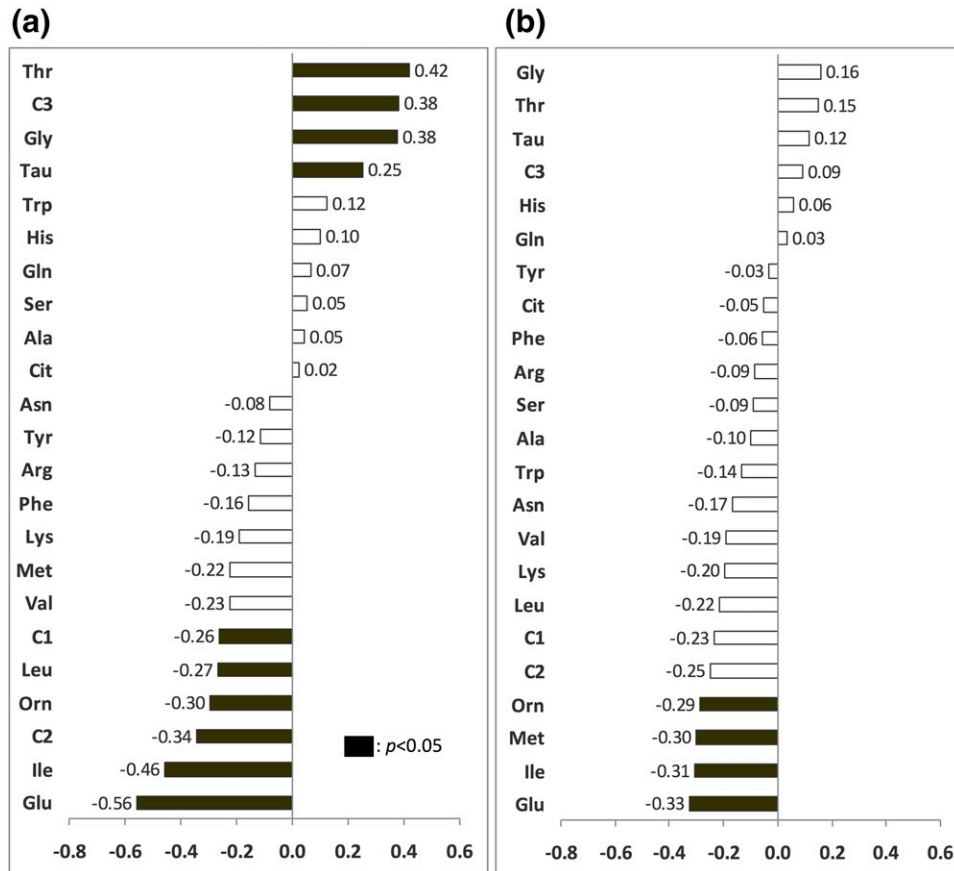 (a)
Thr 0.42
C3 0.38
Gly 0.38
Tau 0.25
Trp 0.12
His 0.10
Gln 0.07
Ser 0.05
Ala 0.05
Cit 0.02
Asn -0.08
Tyr -0.12
Arg -0.13
Phe -0.16
Lys -0.19
Met -0.22
Val -0.23
C1 -0.26
Leu -0.27
Orn -0.30
C2 -0.34
: p<0.05
Ile -0.46
Glu -0.56
-0.8 -0.6 -0.4 -0.2 0.0 0.2 0.4 0.6
(b)
Gly 0.16
Thr 0.15
Tau 0.12
C3 0.09
His 0.06
Gln 0.03
Tyr -0.03
Cit -0.05
Phe -0.06
Arg -0.09
Ser -0.09
Ala -0.10
Trp -0.14
Asn -0.17
Val -0.19
Lys -0.20
Leu -0.22
C1 -0.23
C2 -0.25
Orn -0.29
Met -0.30
Ile -0.31
Glu -0.33
-0.8 -0.6 -0.4 -0.2 0.0 0.2 0.4 0.6